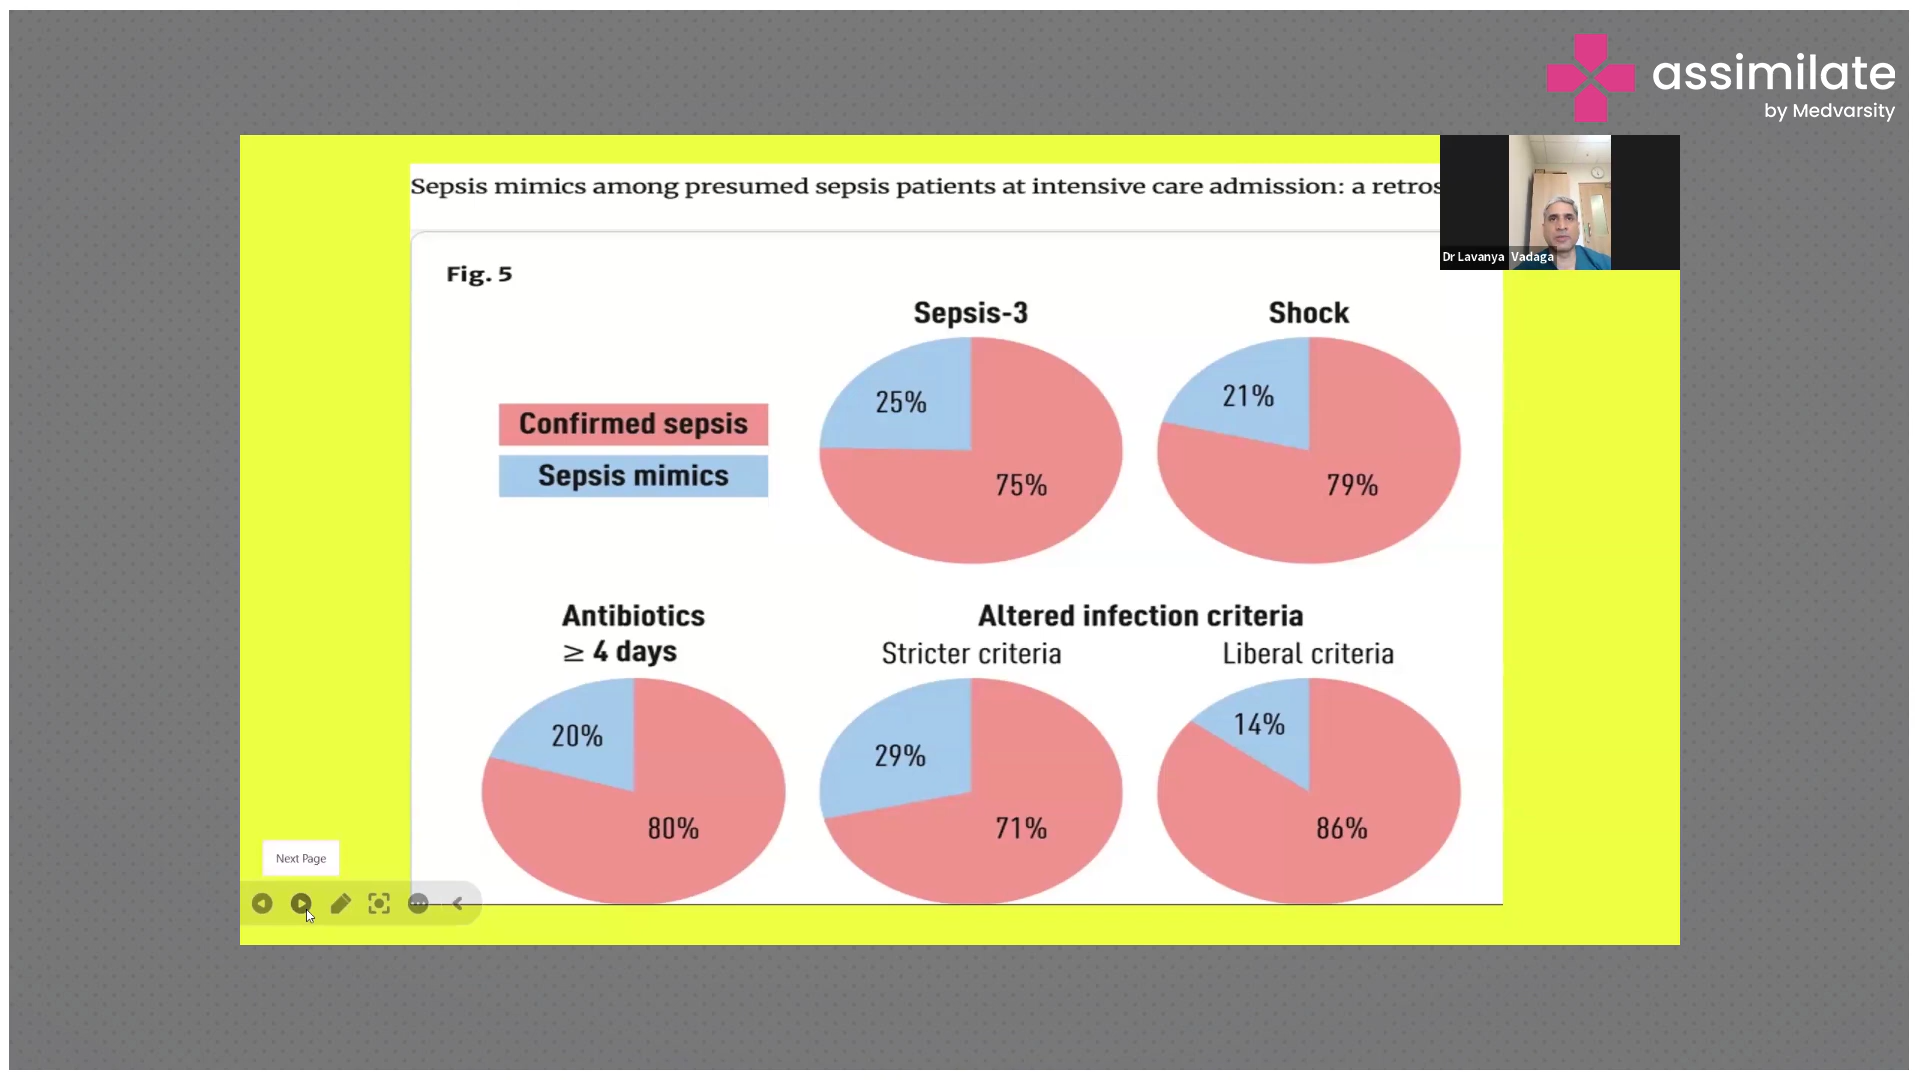 assimilate
by Medvarsity
Sepsis mimics among presumed sepsis patients at intensive care admission: a retros
Dr Lavanya Vadaga
Fig. 5
Sepsis-3
Shock
25%
75%
21%
79%
Confirmed sepsis
Sepsis mimics
Antibiotics
≥ 4 days
Altered infection criteria
Stricter criteria
Liberal criteria
20%
80%
29%
71%
14%
86%
Next Page